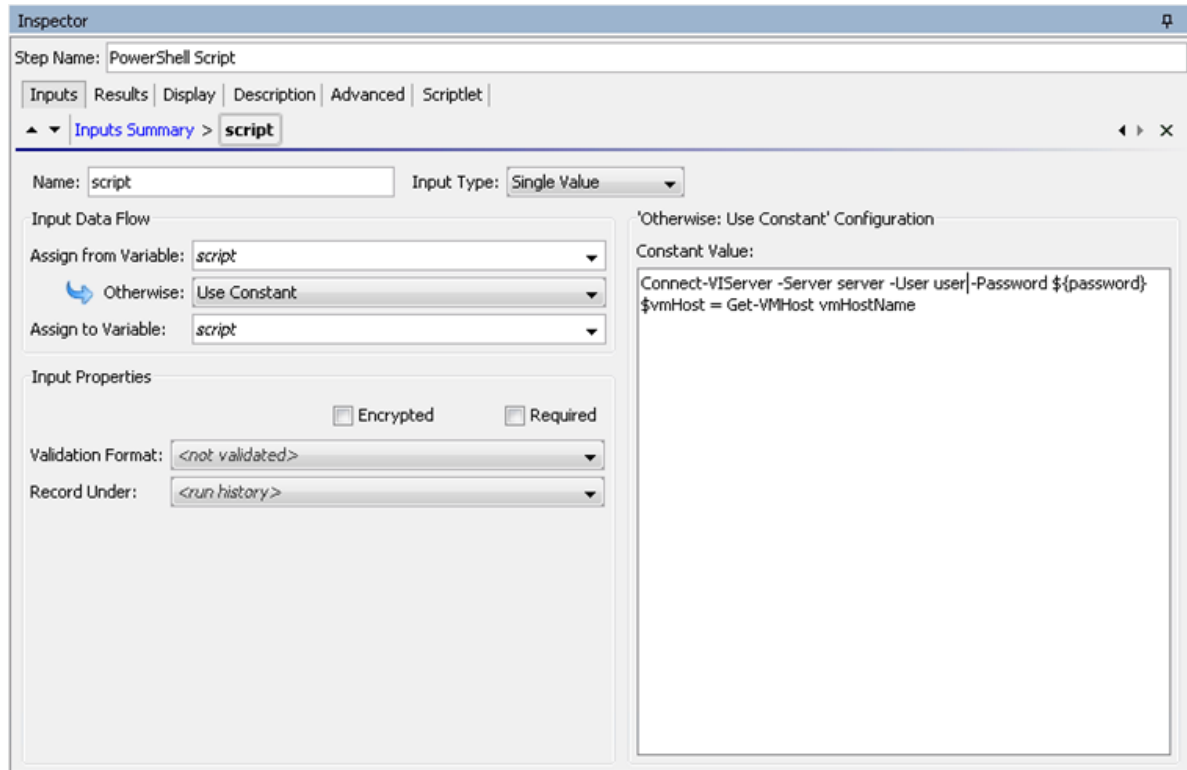 Inspector
Step Name: PowerShell Script
Inputs Results Display Description Advanced Scriptlet
Inputs Summary > script
Name: script Input Type: Single Value
Input Data Flow
Assign from Variable: script
Otherwise: Use Constant
Assign to Variable: script
Input Properties
Encrypted Required
Validation Format: <not validated>
Record Under: <run history>
'Otherwise: Use Constant' Configuration
Constant Value:
Connect-VIServer -Server server -User user -Password ${password}
$vmHost = Get-VMHost vmHostName